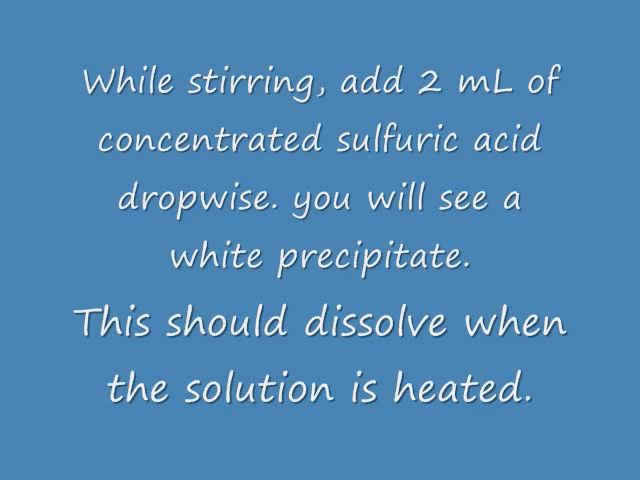 While stirring, add 2 mL of
concentrated sulfuric acid
dropwise. you will see a
white precipitate.
This should dissolve when
the solution is heated.